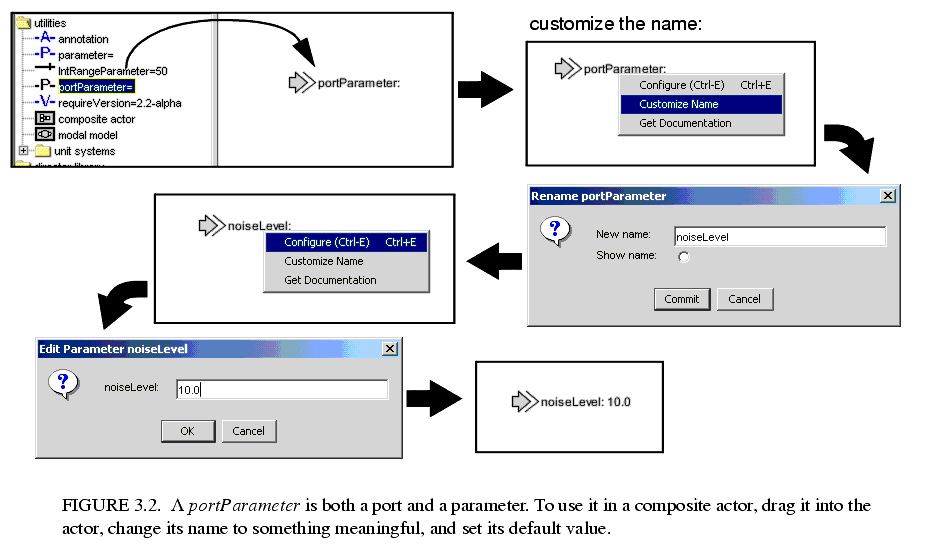 utilities
-A- annotation
-P- parameter=
IntRangeParameter=50
-P- portParameter=
-V- requireVersion=2.2-alpha
composite actor
modal model
unit systems
director library
portParameter:
customize the name:
portParameter:
Configure (Ctrl-E) Ctrl+E
Customize Name
Get Documentation
Rename portParameter
New name: noiseLevel
Show name:
Commit Cancel
noiseLevel:
Configure (Ctrl-E) Ctrl+E
Customize Name
Get Documentation
Edit Parameter noiseLevel
noiseLevel: 10.0
OK Cancel
noiseLevel: 10.0
FIGURE 3.2. A portParameter is both a port and a parameter. To use it in a composite actor, drag it into the
actor, change its name to something meaningful, and set its default value.